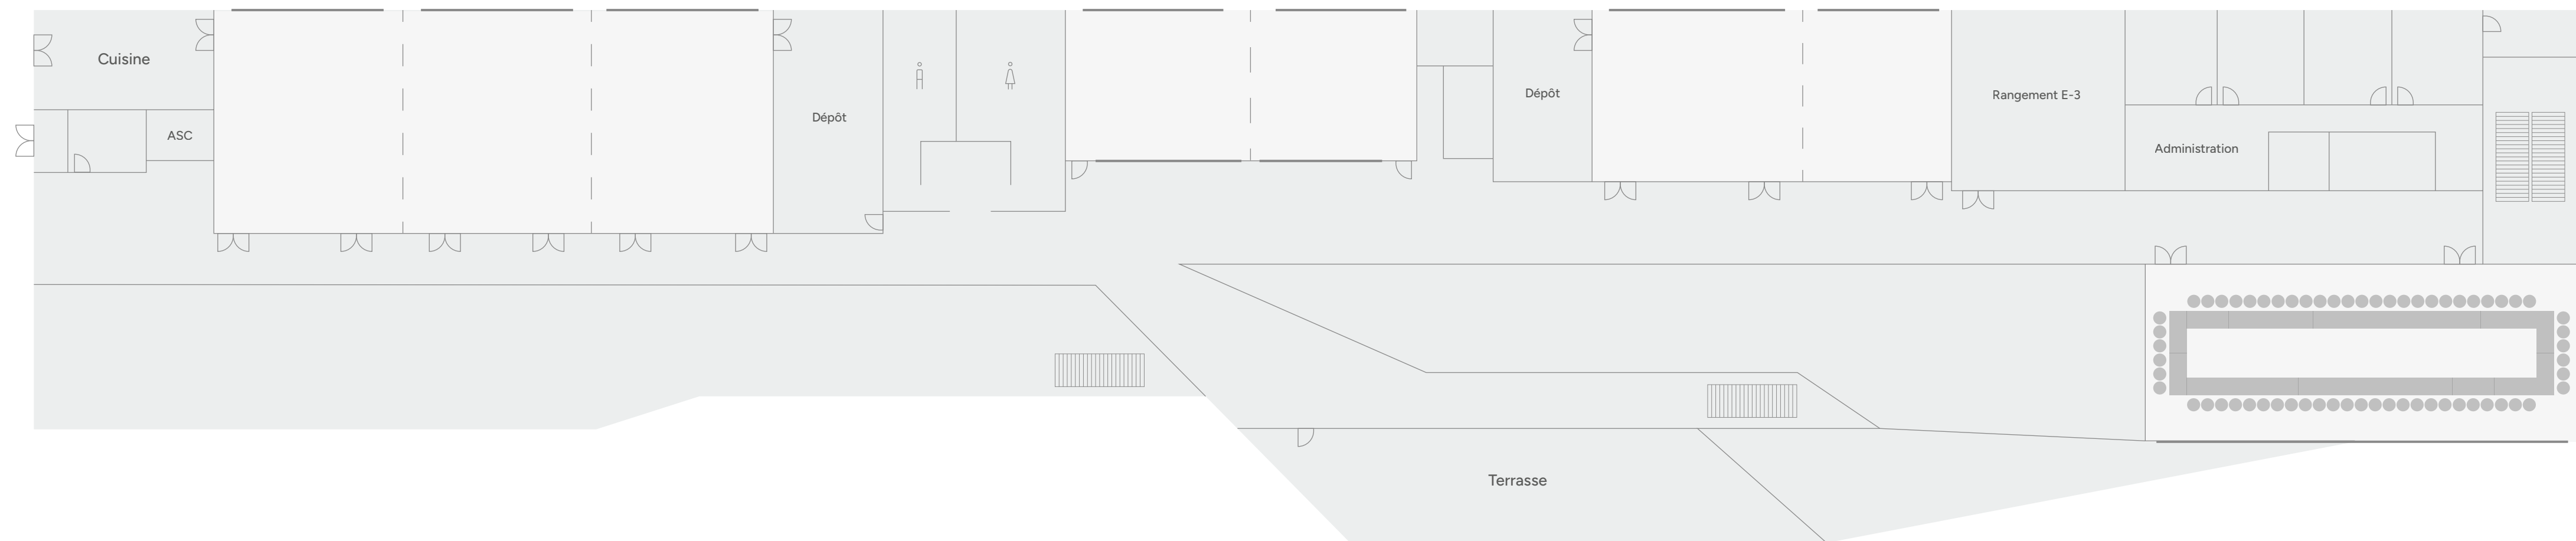 Cuisine
ASC
Dépôt
Dépôt
Rangement E-3
Administration
Terrasse